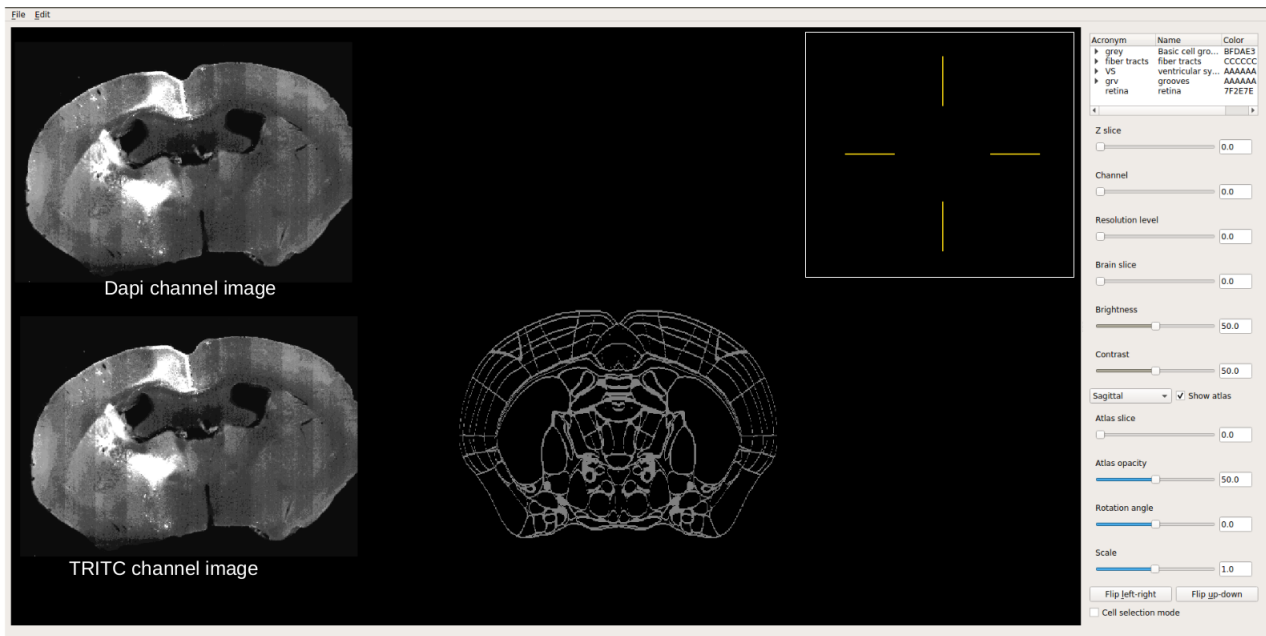 File Edit
Acronym Name Color
grey Basic cell gro... BFDAE3
fiber tracts fiber tracts CCCCCC
VS ventricular sy... AAAAAA
grv grooves AAAAAA
retina retina 7F2E7E
Z slice
0.0
Channel
0.0
Resolution level
0.0
Brain slice
0.0
Brightness
50.0
Contrast
50.0
Sagittal Show atlas
Atlas slice
0.0
Atlas opacity
50.0
Rotation angle
0.0
Scale
1.0
Flip left-right Flip up-down
Cell selection mode
Dapi channel image
TRITC channel image